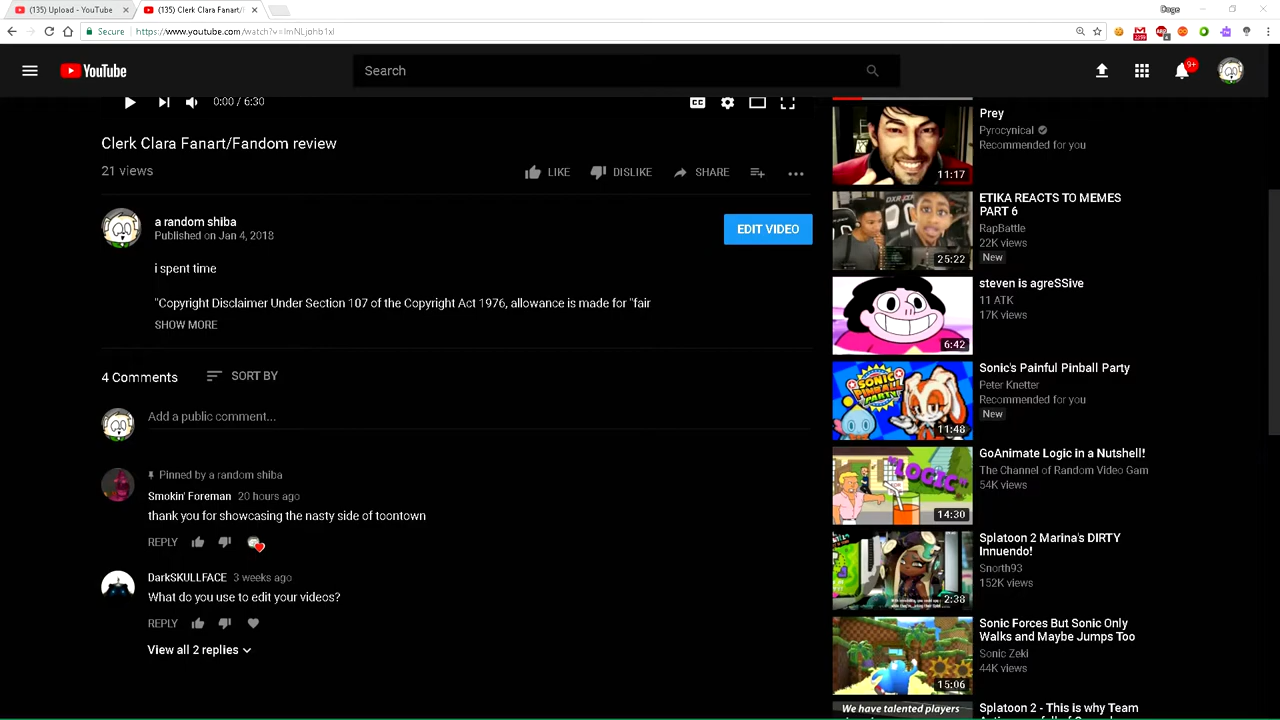 (135) Upload - YouTube
(135) Clerk Clara Fanart/
Doge
Secure
https://www.youtube.com/watch?v=
YouTube
Search
9+
0:00 / 6:30
CC
Clerk Clara Fanart/Fandom review
21 views
LIKE
DISLIKE
SHARE
a random shiba
Published on Jan 4, 2018
EDIT VIDEO
i spent time
"Copyright Disclaimer Under Section 107 of the Copyright Act 1976, allowance is made for "fair
SHOW MORE
4 Comments
SORT BY
Add a public comment...
Pinned by a random shiba
Smokin' Foreman 20 hours ago
thank you for showcasing the nasty side of toontown
REPLY
DarkSKULLFACE 3 weeks ago
What do you use to edit your videos?
REPLY
View all 2 replies
Prey
Pyrocynical
Recommended for you
11:17
ETIKA REACTS TO MEMES
PART 6
RapBattle
22K views
New
25:22
steven is agreSSive
11 ATK
17K views
6:42
Sonic's Painful Pinball Party
Peter Knetter
Recommended for you
New
SONIC
PINBALL
PARTY
11:48
GoAnimate Logic in a Nutshell!
The Channel of Random Video Gam
54K views
"LOGIC"
14:30
Splatoon 2 Marina's DIRTY
Innuendo!
Snorth93
152K views
2:38
Sonic Forces But Sonic Only
Walks and Maybe Jumps Too
Sonic Zeki
44K views
15:06
We have talented players
Splatoon 2 - This is why Team